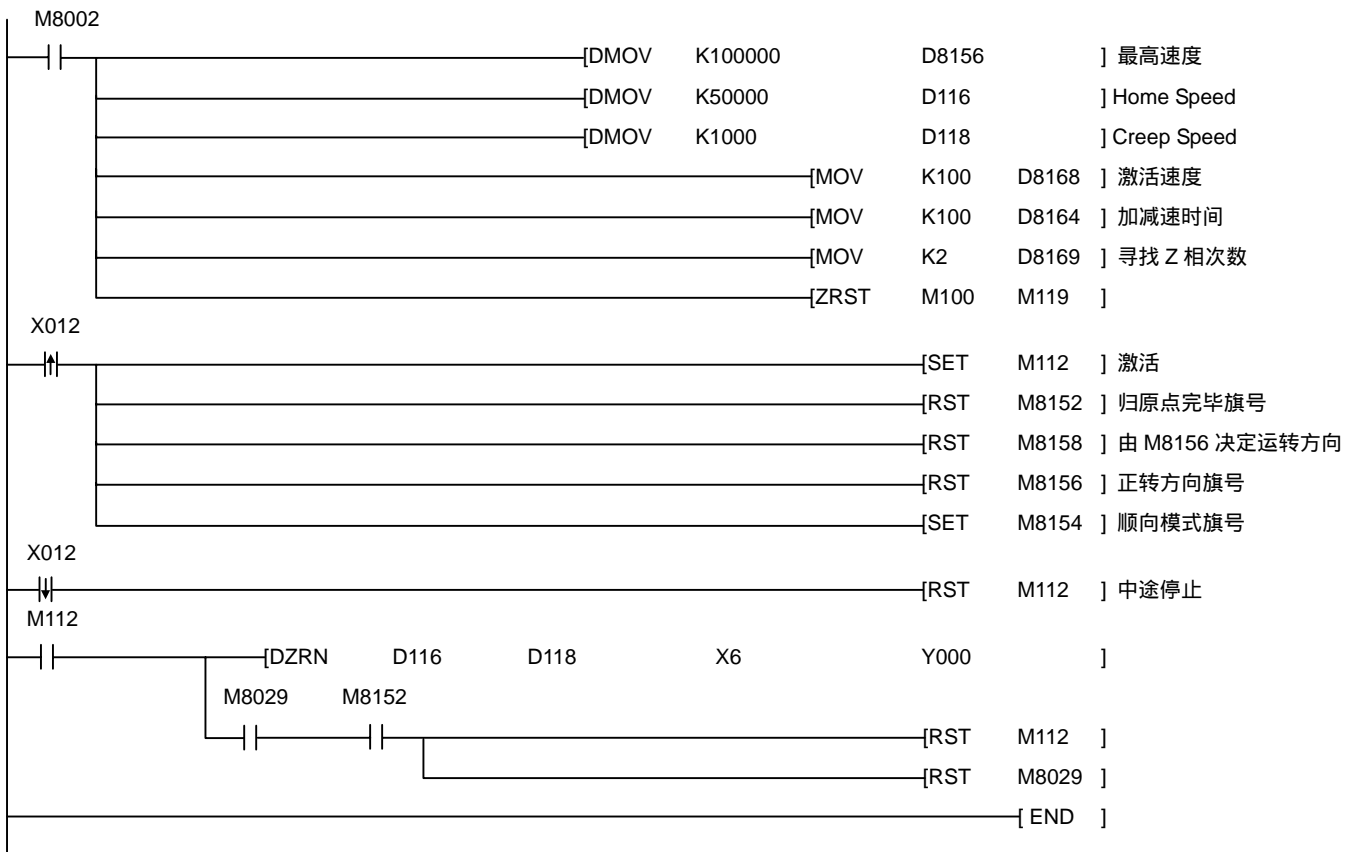 M8002
[DMOV K100000 D8156 ] 最高速度
[DMOV K50000 D116 ] Home Speed
[DMOV K1000 D118 ] Creep Speed
[MOV K100 D8168 ] 激活速度
[MOV K100 D8164 ] 加减速时间
[MOV K2 D8169 ] 寻找 Z 相次数
[ZRST M100 M119 ]
X012
[SET M112 ] 激活
[RST M8152 ] 归原点完毕旗号
[RST M8158 ] 由 M8156 决定运转方向
[RST M8156 ] 正转方向旗号
[SET M8154 ] 顺向模式旗号
X012
[RST M112 ] 中途停止
M112
[DZRN D116 D118 X6 Y000 ]
M8029 M8152
[RST M112 ]
[RST M8029 ]
[ END ]